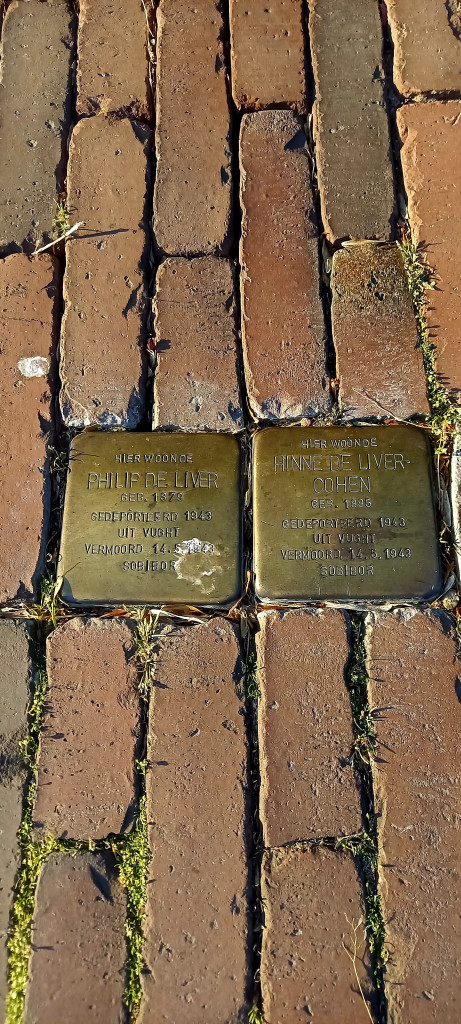 HIER WOONDE
PHILIP DE LIVER
GEB. 1879
GEDEPORTEERD 1943
UIT VUGHT
VERMOORD 14.5.1943
SOBIBOR
HIER WOONDE
HINNE DE LIVER-
COHEN
GEB. 1885
GEDEPORTEERD 1943
UIT VUGHT
VERMOORD 14.5.1943
SOBIBOR